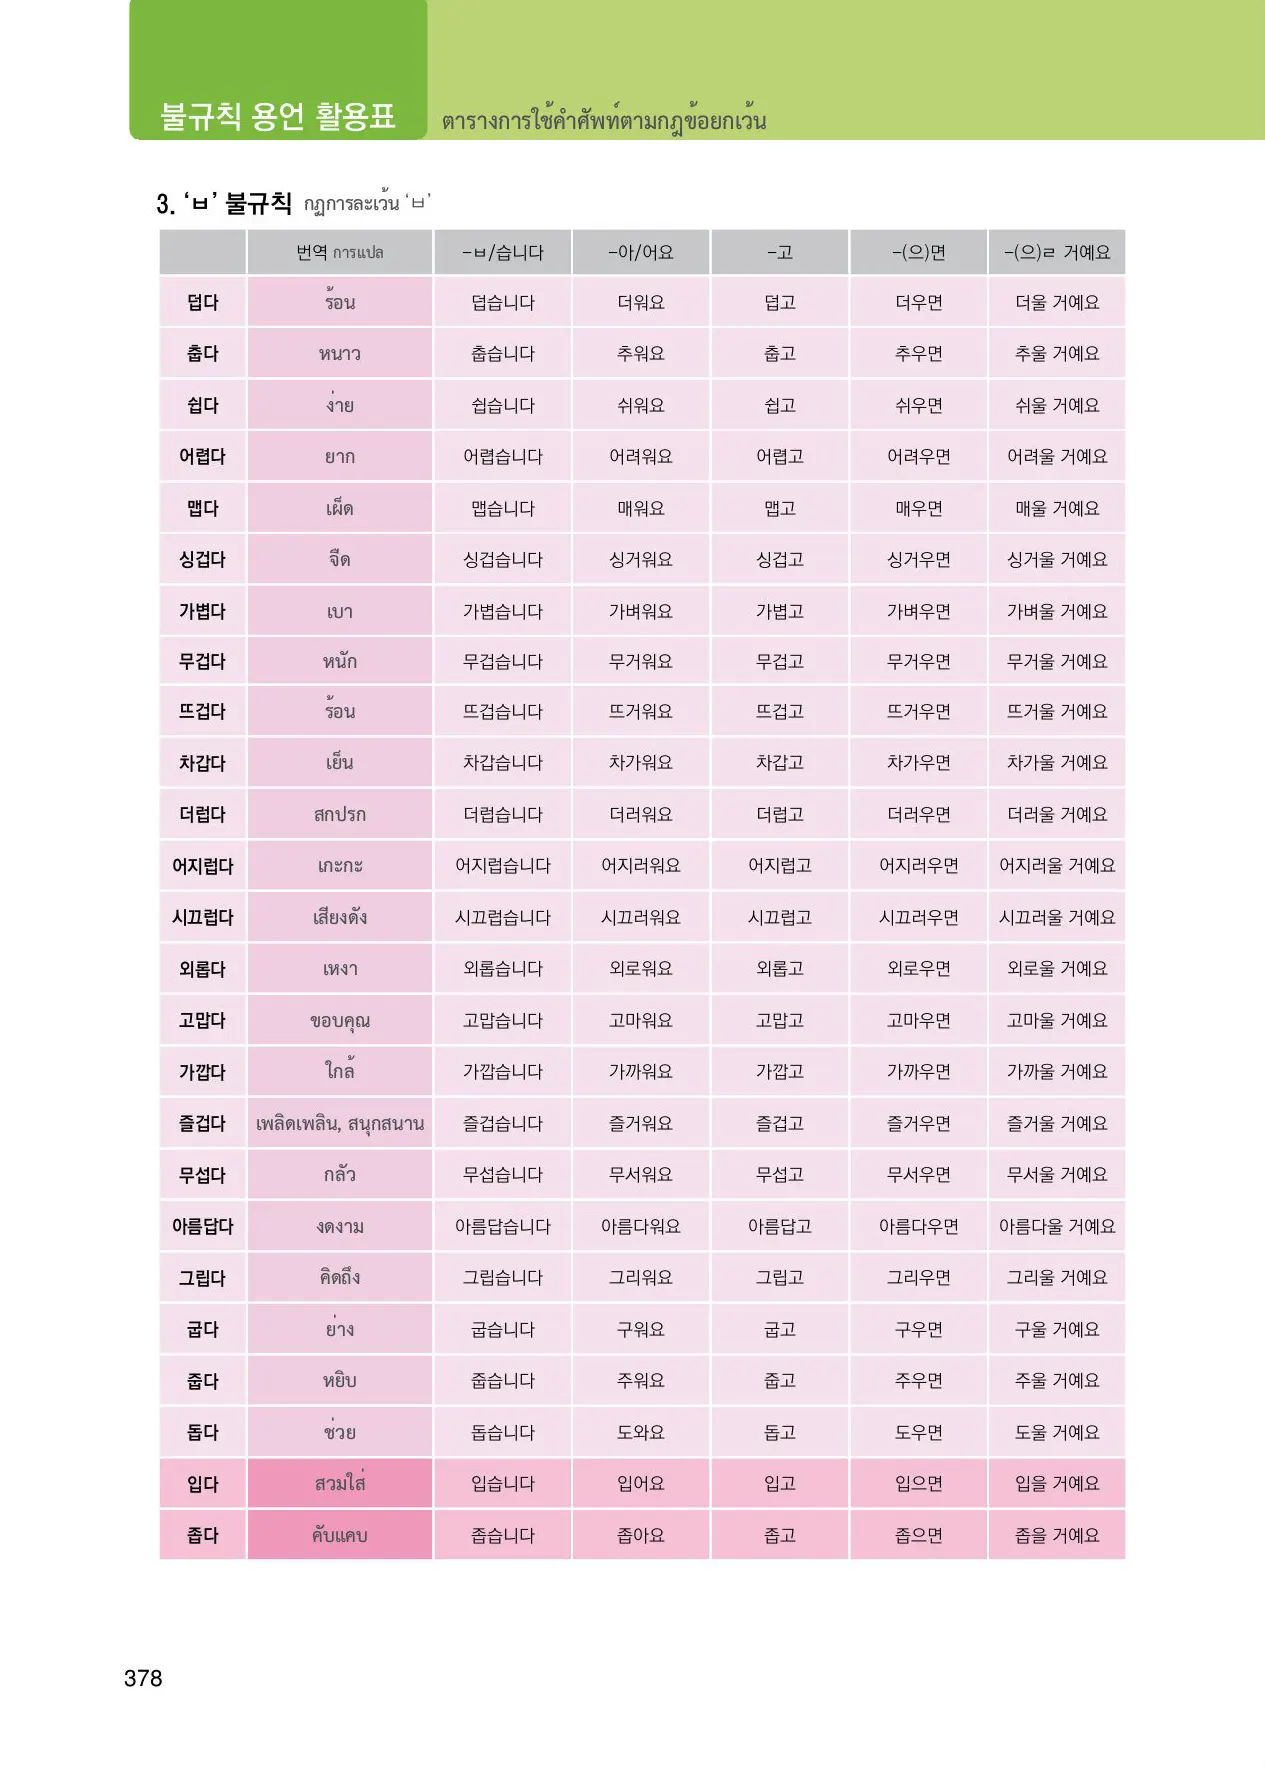 불규칙 용언 활용표 ตารางการใช้คำศัพท์ตามกฎข้อยกเว้น
3. ‘ㅂ’ 불규칙 กฏการละเว้น ‘ㅂ’
번역 การแปล -ㅂ/습니다 -아/어요 -고 -(으)면 -(으)ㄹ 거예요
덥다 ร้อน 덥습니다 더워요 덥고 더우면 더울 거예요
춥다 หนาว 춥습니다 추워요 춥고 추우면 추울 거예요
쉽다 ง่าย 쉽습니다 쉬워요 쉽고 쉬우면 쉬울 거예요
어렵다 ยาก 어렵습니다 어려워요 어렵고 어려우면 어려울 거예요
맵다 เผ็ด 맵습니다 매워요 맵고 매우면 매울 거예요
싱겁다 จืด 싱겁습니다 싱거워요 싱겁고 싱거우면 싱거울 거예요
가볍다 เบา 가볍습니다 가벼워요 가볍고 가벼우면 가벼울 거예요
무겁다 หนัก 무겁습니다 무거워요 무겁고 무거우면 무거울 거예요
뜨겁다 ร้อน 뜨겁습니다 뜨거워요 뜨겁고 뜨거우면 뜨거울 거예요
차갑다 เย็น 차갑습니다 차가워요 차갑고 차가우면 차가울 거예요
더럽다 สกปรก 더럽습니다 더러워요 더럽고 더러우면 더러울 거예요
어지럽다 เกะกะ 어지럽습니다 어지러워요 어지럽고 어지러우면 어지러울 거예요
시끄럽다 เสียงดัง 시끄럽습니다 시끄러워요 시끄럽고 시끄러우면 시끄러울 거예요
외롭다 เหงา 외롭습니다 외로워요 외롭고 외로우면 외로울 거예요
고맙다 ขอบคุณ 고맙습니다 고마워요 고맙고 고마우면 고마울 거예요
가깝다 ใกล้ 가깝습니다 가까워요 가깝고 가까우면 가까울 거예요
즐겁다 เพลิดเพลิน, สนุกสนาน 즐겁습니다 즐거워요 즐겁고 즐거우면 즐거울 거예요
무섭다 กลัว 무섭습니다 무서워요 무섭고 무서우면 무서울 거예요
아름답다 งดงาม 아름답습니다 아름다워요 아름답고 아름다우면 아름다울 거예요
그립다 คิดถึง 그립습니다 그리워요 그립고 그리우면 그리울 거예요
굽다 ย่าง 굽습니다 구워요 굽고 구우면 구울 거예요
줍다 หยิบ 줍습니다 주워요 줍고 주우면 주울 거예요
돕다 ช่วย 돕습니다 도와요 돕고 도우면 도울 거예요
입다 สวมใส่ 입습니다 입어요 입고 입으면 입을 거예요
좁다 คับแคบ 좁습니다 좁아요 좁고 좁으면 좁을 거예요
378